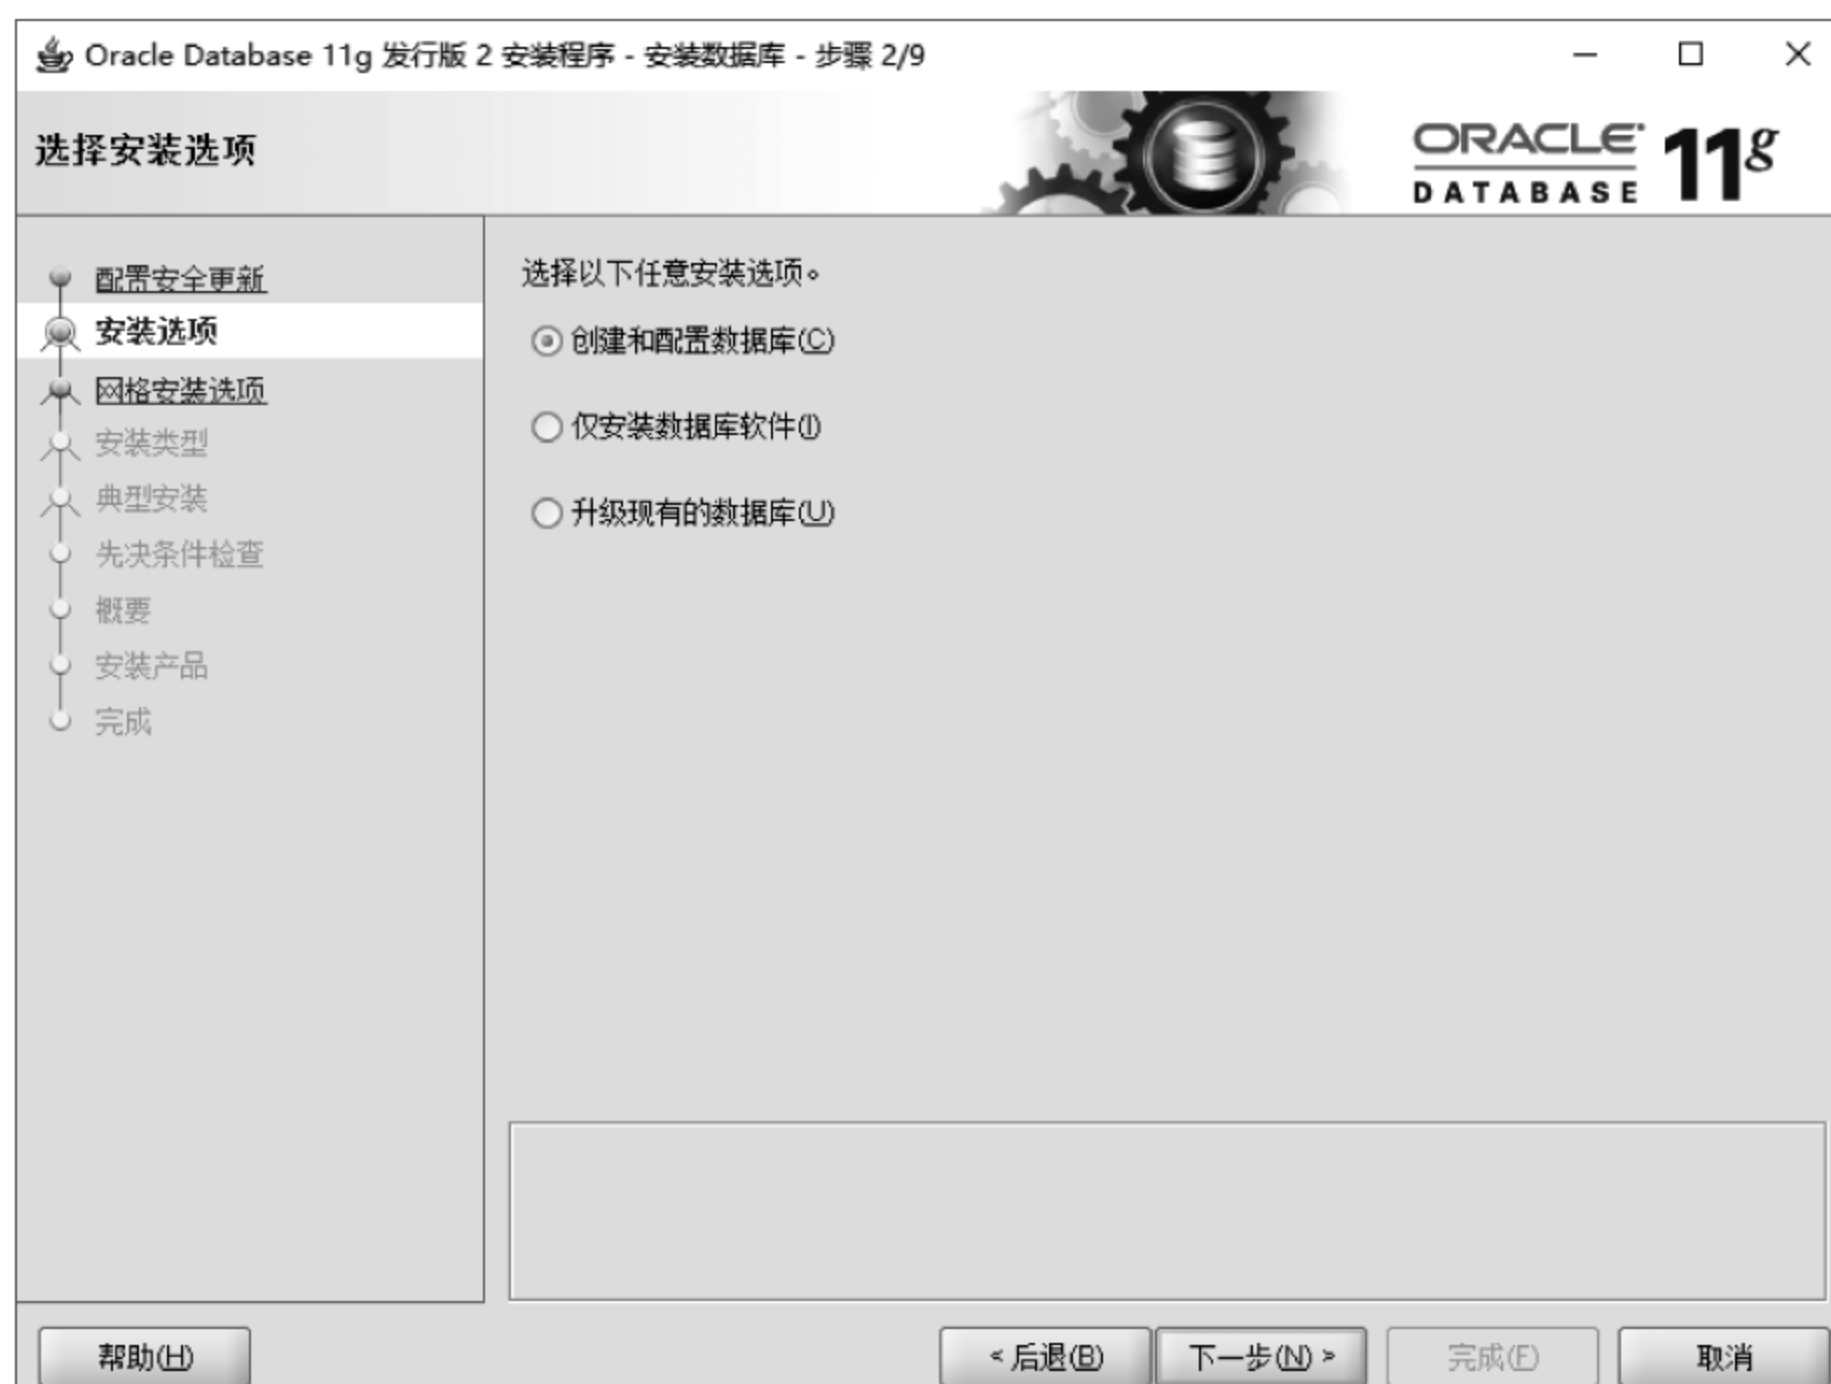 Oracle Database 11g 发行版 2 安装程序 - 安装数据库 - 步骤 2/9
选择安装选项
ORACLE 11g
DATABASE
配置安全更新
安装选项
网格安装选项
安装类型
典型安装
先决条件检查
概要
安装产品
完成
选择以下任意安装选项。
创建和配置数据库(C)
仅安装数据库软件(I)
升级现有的数据库(U)
帮助(H)
< 后退(B)
下一步(N) >
完成(F)
取消